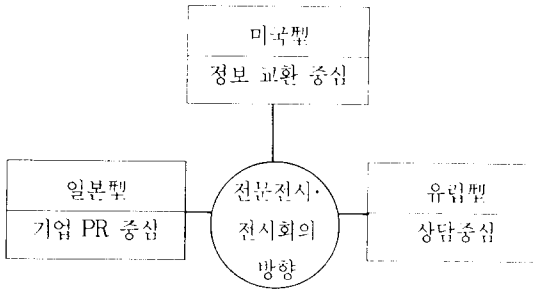 미국型
정보 교환 중심
일본型
기업 PR 중심
전문전시·
전시회의
방향
유럽型
상담중심